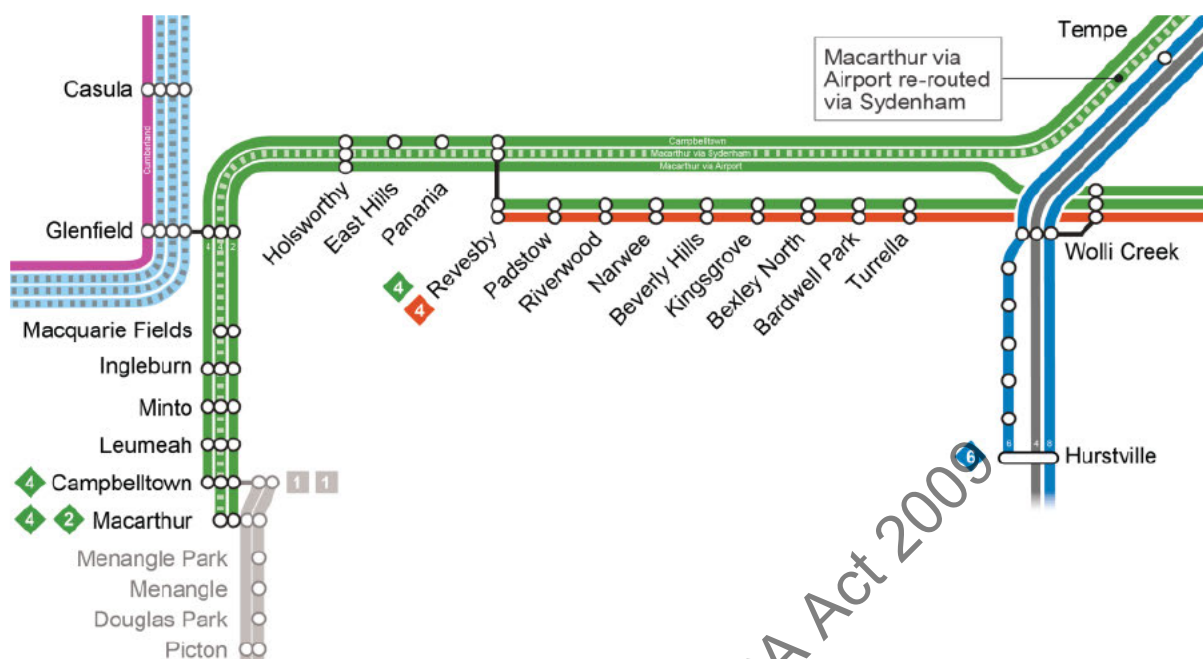 Tempe
Macarthur via
Airport re-routed
via Sydenham
Casula
Cumberland
Campbelltown
Macarthur via Sydenham
Macarthur via Airport
Glenfield
4
2
Holsworthy
East Hills
Panania
Revesby
Padstow
Riverwood
Narwee
Beverly Hills
Kingsgrove
Bexley North
Bardwell Park
Turrella
Wolli Creek
4
4
Macquarie Fields
Ingleburn
Minto
Leumeah
4 Campbelltown
1 1
4 2 Macarthur
Menangle Park
Menangle
Douglas Park
Picton
6 4 8
6 Hurstville
A Act 2009